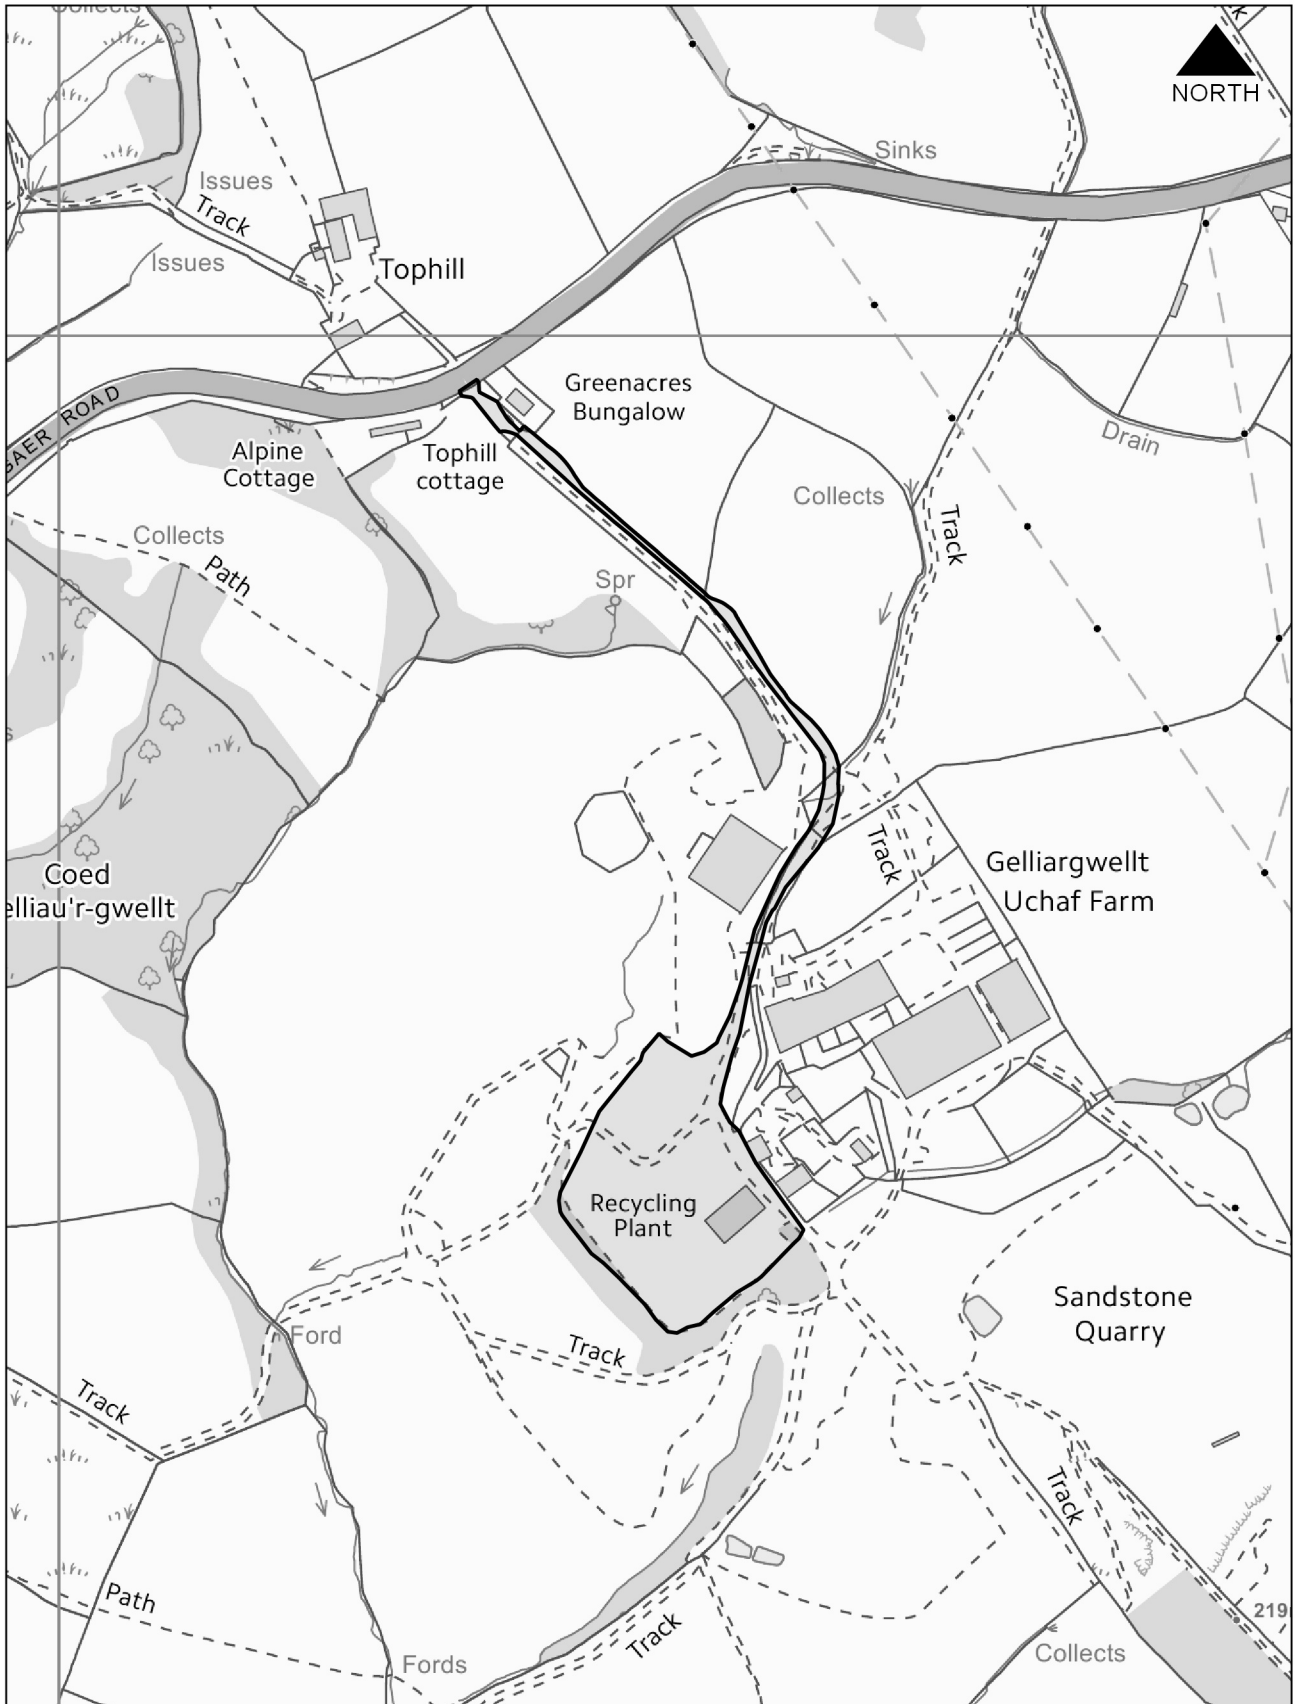 Collects
NORTH
Sinks
Issues
Track
Issues
Tophill
GAER ROAD
Greenacres
Bungalow
Alpine
Cottage
Tophill
cottage
Drain
Collects
Track
Collects
Path
Spr
Track
Coed
elliau'r-gwellt
Gelliargwellt
Uchaf Farm
Recycling
Plant
Sandstone
Quarry
Ford
Track
Track
Track
Path
Track
Fords
Collects
219